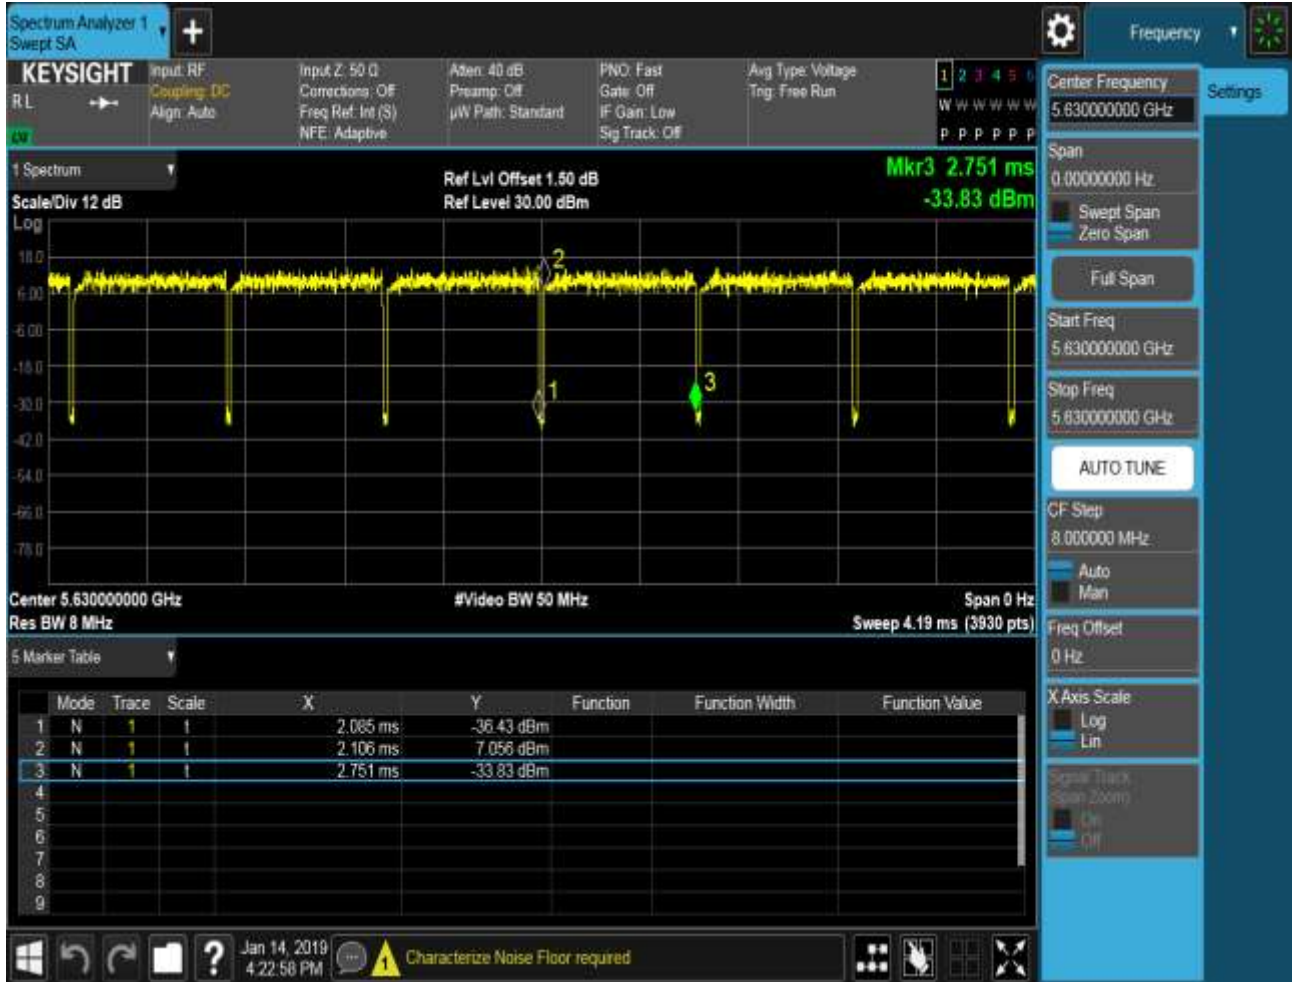 Spectrum Analyzer 1
Swept SA
+
Frequency
KEYSIGHT
R L
Input: RF
Coupling: DC
Align: Auto
Input Z: 50 Ω
Corrections: Off
Freq Ref: Int (S)
NFE: Adaptive
Atten: 40 dB
Preamp: Off
µW Path: Standard
PNO: Fast
Gate: Off
IF Gain: Low
Sig Track: Off
Avg Type: Voltage
Trig: Free Run
1 2 3 4 5 6
W W W W W W
P P P P P P
1 Spectrum
Scale/Div 12 dB
Log
Ref Lvl Offset 1.50 dB
Ref Level 30.00 dBm
Mkr3 2.751 ms
-33.83 dBm
18.0
6.00
-6.00
-18.0
-30.0
-42.0
-54.0
-66.0
-78.0
2
1
3
Center 5.630000000 GHz
#Video BW 50 MHz
Span 0 Hz
Res BW 8 MHz
Sweep 4.19 ms (3930 pts)
5 Marker Table
Mode Trace Scale X Y Function Function Width Function Value
1 N 1 t 2.085 ms -36.43 dBm
2 N 1 t 2.106 ms 7.056 dBm
3 N 1 t 2.751 ms -33.83 dBm
4
5
6
7
8
9
Center Frequency
5.630000000 GHz
Settings
Span
0.00000000 Hz
Swept Span
Zero Span
Full Span
Start Freq
5.630000000 GHz
Stop Freq
5.630000000 GHz
AUTO TUNE
CF Step
8.000000 MHz
Auto
Man
Freq Offset
0 Hz
X Axis Scale
Log
Lin
Signal Track
(Span Zoom)
On
Off
?
Jan 14, 2019
4:22:58 PM
1
Characterize Noise Floor required